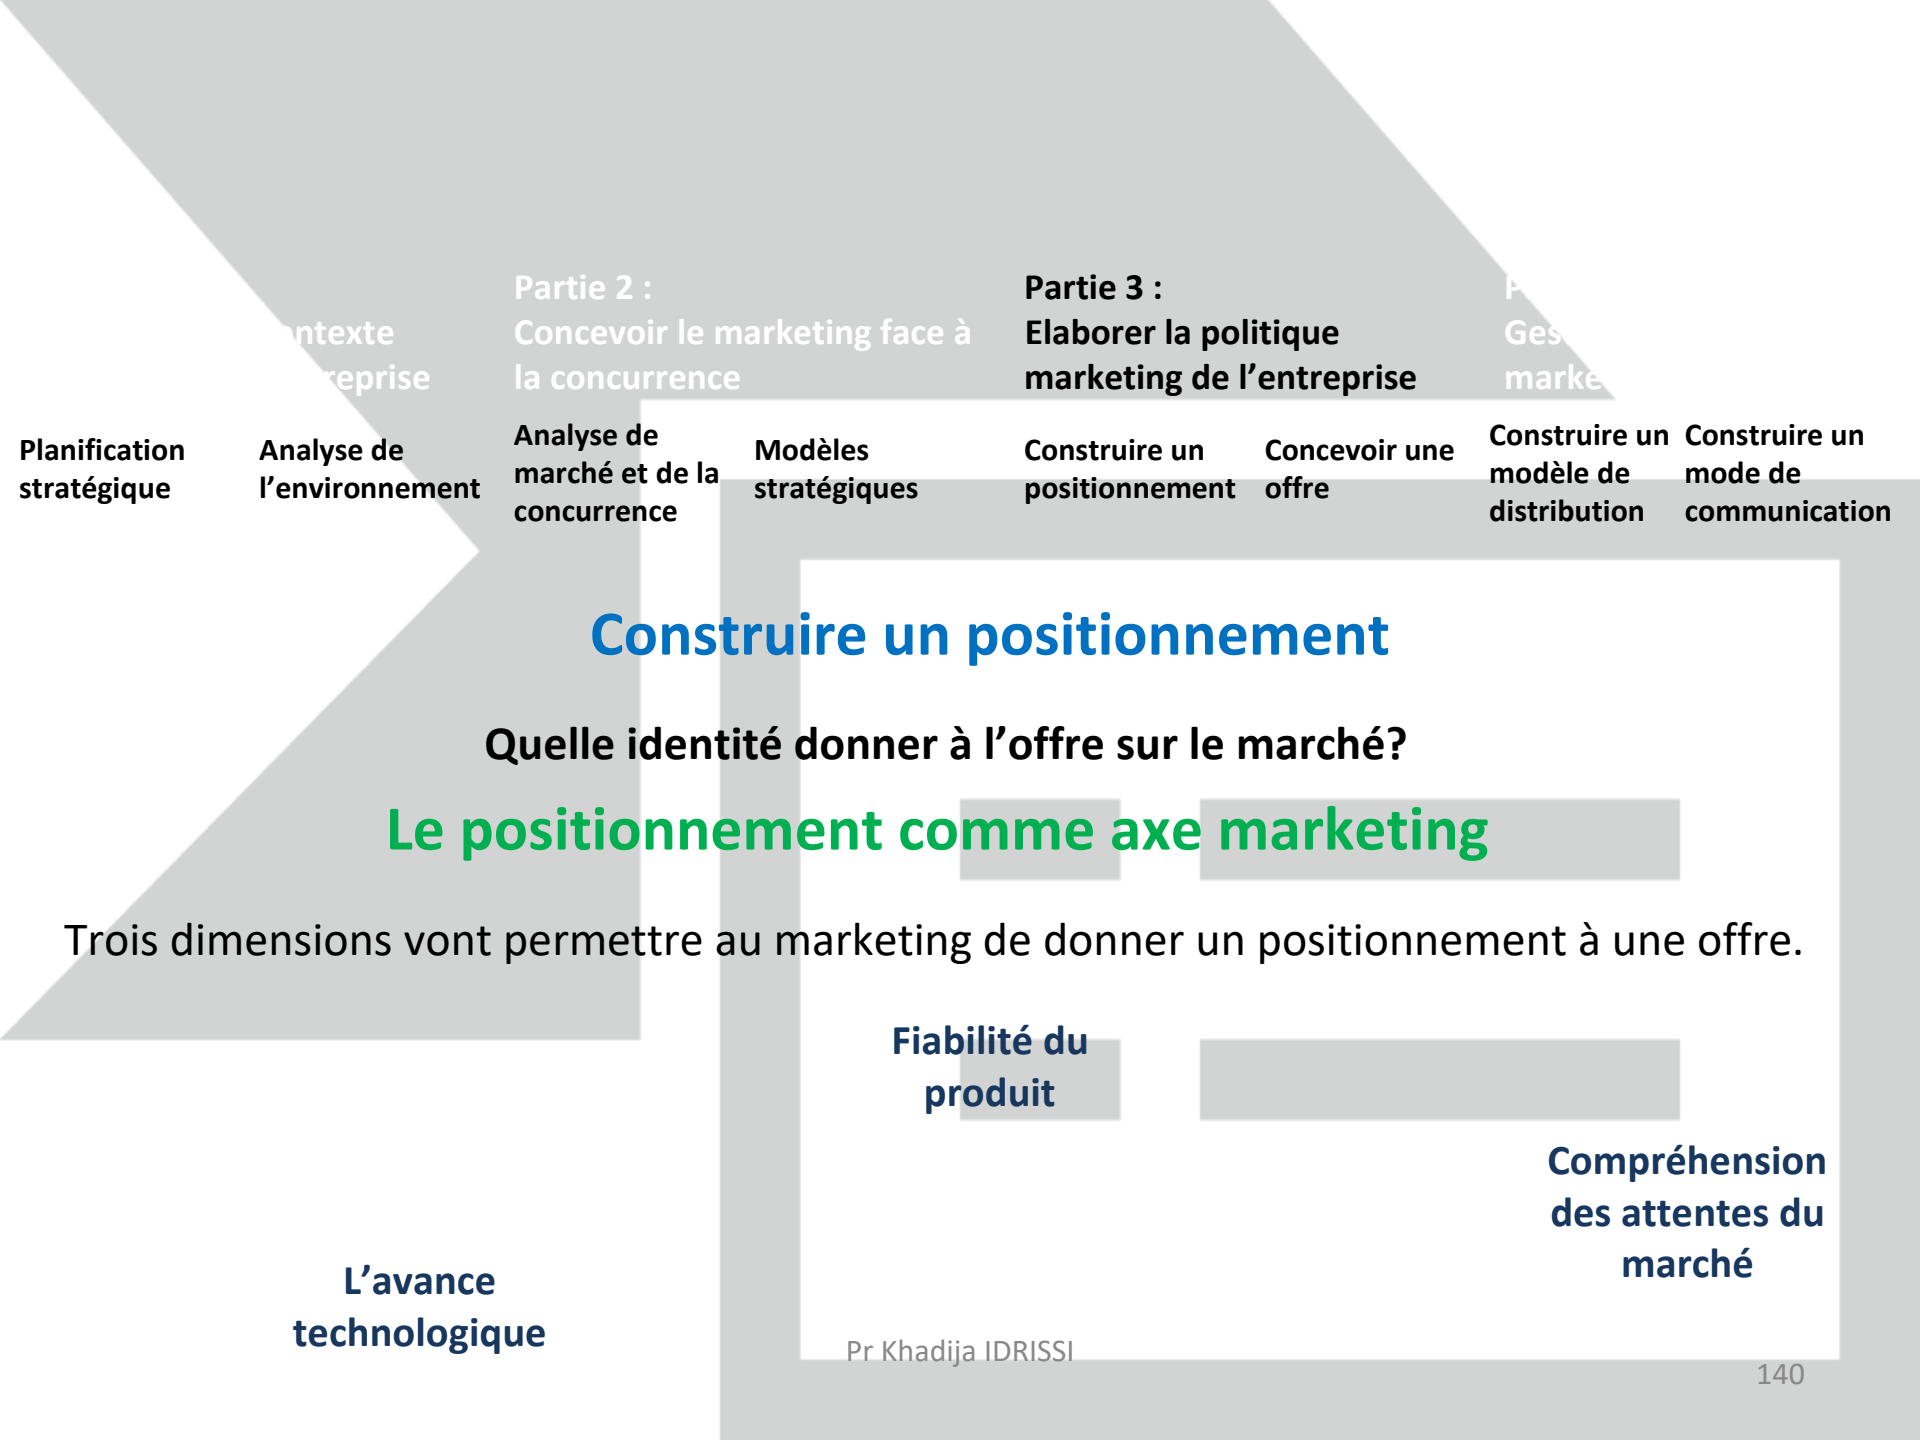 Partie 2 :
Concevoir le marketing face à
la concurrence
Partie 3 :
Elaborer la politique
marketing de l’entreprise
Planification
stratégique
Analyse de
l’environnement
Analyse de
marché et de la
concurrence
Modèles
stratégiques
Construire un
positionnement
Concevoir une
offre
Construire un
modèle de
distribution
Construire un
mode de
communication
Construire un positionnement
Quelle identité donner à l’offre sur le marché?
Le positionnement comme axe marketing
Trois dimensions vont permettre au marketing de donner un positionnement à une offre.
Fiabilité du
produit
Compréhension
des attentes du
marché
L’avance
technologique
Pr Khadija IDRISSI
140